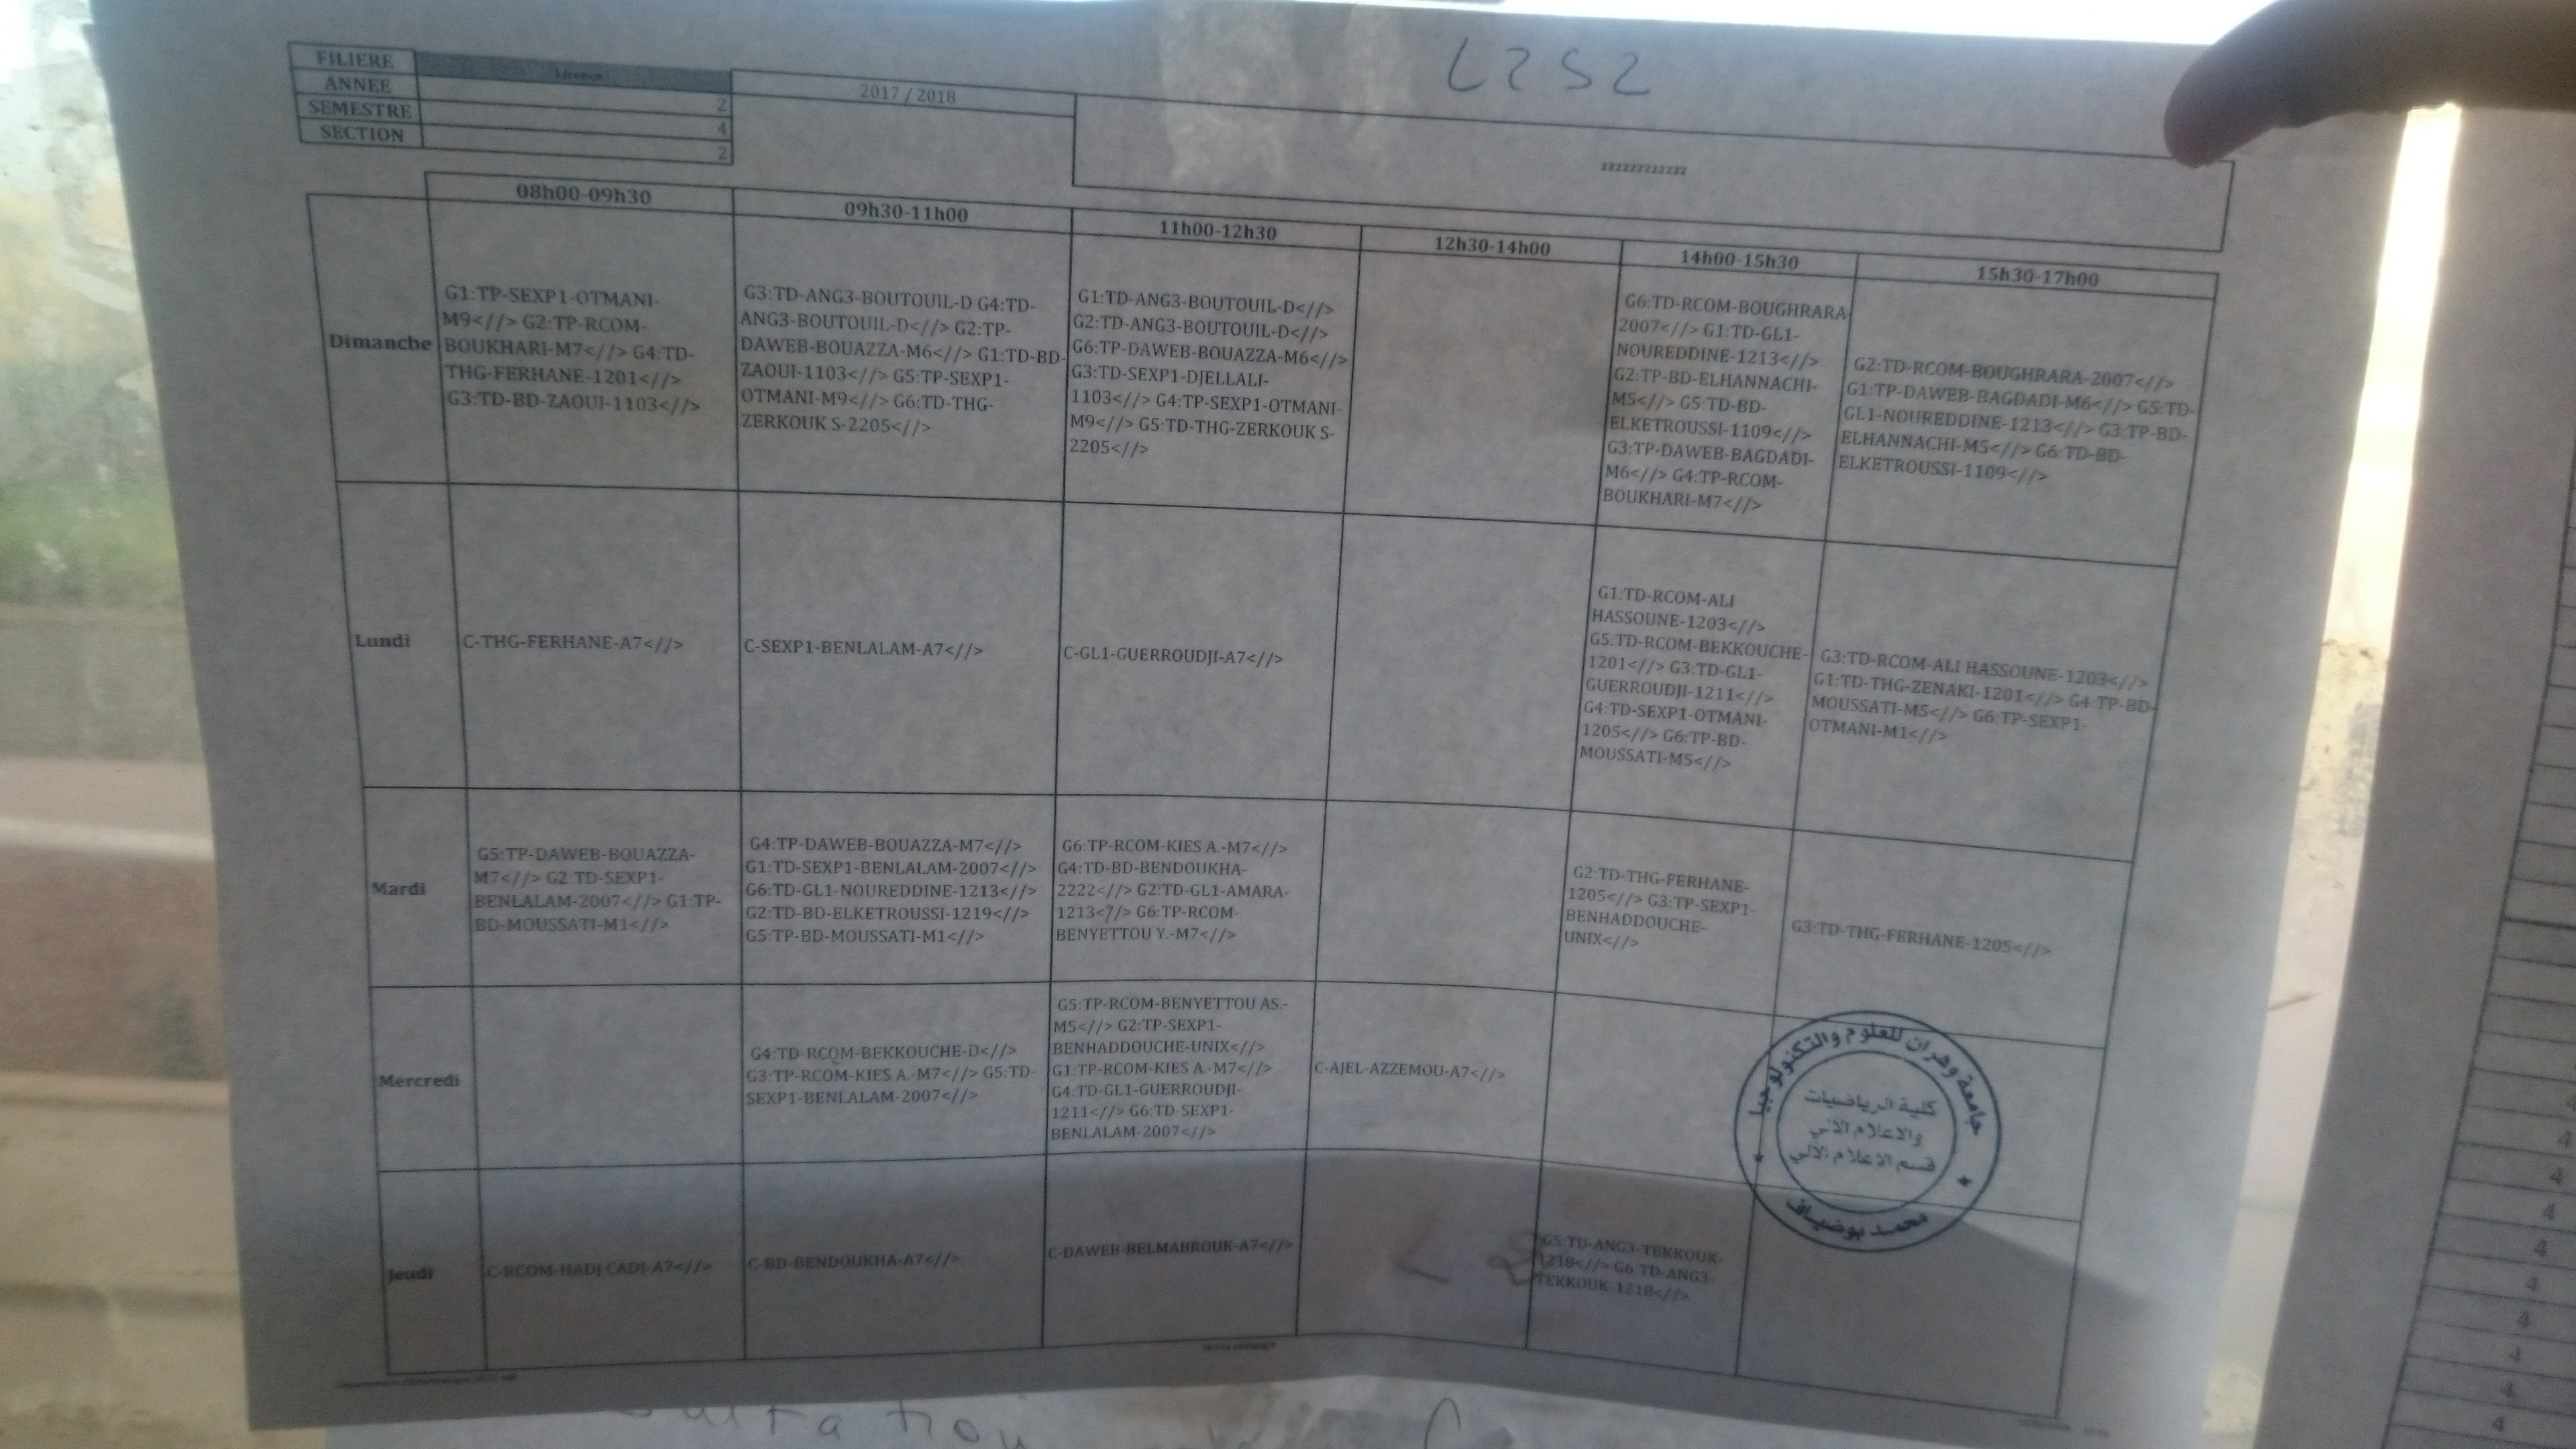 L2S2
FILIERE
Licence
ANNEE
2
2017 / 2018
SEMESTRE
4
SECTION
2
zzzzzzzzzzzz
08h00-09h30
09h30-11h00
11h00-12h30
12h30-14h00
14h00-15h30
15h30-17h00
Dimanche
G1:TP-SEXP1-OTMANI-
M9<//> G2:TP-RCOM-
BOUKHARI-M7<//> G4:TD-
THG-FERHANE-1201<//>
G3:TD-BD-ZAOUI-1103<//>
G3:TD-ANG3-BOUTOUIL-D G4:TD-
ANG3-BOUTOUIL-D<//> G2:TP-
DAWEB-BOUAZZA-M6<//> G1:TD-BD-
ZAOUI-1103<//> G5:TP-SEXP1-
OTMANI-M9<//> G6:TD-THG-
ZERKOUK S-2205<//>
G1:TD-ANG3-BOUTOUIL-D<//>
G2:TD-ANG3-BOUTOUIL-D<//>
G6:TP-DAWEB-BOUAZZA-M6<//>
G3:TD-SEXP1-DJELLALI-
1103<//> G4:TP-SEXP1-OTMANI-
M9<//> G5:TD-THG-ZERKOUK S-
2205<//>
G6:TD-RCOM-BOUGHRARA-
2007<//> G1:TD-GL1-
NOUREDDINE-1213<//>
G2:TP-BD-ELHANNACHI-
M5<//> G5:TD-BD-
ELKETROUSSI-1109<//>
G3:TP-DAWEB-BAGDADI-
M6<//> G4:TP-RCOM-
BOUKHARI-M7<//>
G2:TD-RCOM-BOUGHRARA-2007<//>
G1:TP-DAWEB-BAGDADI-M6<//> G5:TD-
GL1-NOUREDDINE-1213<//> G3:TP-BD-
ELHANNACHI-M5<//> G6:TD-BD-
ELKETROUSSI-1109<//>
Lundi
C-THG-FERHANE-A7<//>
C-SEXP1-BENLALAM-A7<//>
C-GL1-GUERROUDJI-A7<//>
G1:TD-RCOM-ALI
HASSOUNE-1203<//>
G5:TD-RCOM-BEKKOUCHE-
1201<//> G3:TD-GL1-
GUERROUDJI-1211<//>
G4:TD-SEXP1-OTMANI-
1205<//> G6:TP-BD-
MOUSSATI-M5<//>
G3:TD-RCOM-ALI HASSOUNE-1203<//>
G1:TD-THG-ZENAKI-1201<//> G4:TP-BD-
MOUSSATI-M5<//> G6:TP-SEXP1-
OTMANI-M1<//>
Mardi
G5:TP-DAWEB-BOUAZZA-
M7<//> G2:TD-SEXP1-
BENLALAM-2007<//> G1:TP-
BD-MOUSSATI-M1<//>
G4:TP-DAWEB-BOUAZZA-M7<//>
G1:TD-SEXP1-BENLALAM-2007<//>
G6:TD-GL1-NOUREDDINE-1213<//>
G2:TD-BD-ELKETROUSSI-1219<//>
G5:TP-BD-MOUSSATI-M1<//>
G6:TP-RCOM-KIES A.-M7<//>
G4:TD-BD-BENDOUKHA-
2222<//> G2:TD-GL1-AMARA-
1213<//> G6:TP-RCOM-
BENYETTOU Y.-M7<//>
G2:TD-THG-FERHANE-
1205<//> G3:TP-SEXP1-
BENHADDOUCHE-
UNIX<//>
G3:TD-THG-FERHANE-1205<//>
Mercredi
G4:TD-RCOM-BEKKOUCHE-D<//>
G3:TP-RCOM-KIES A.-M7<//> G5:TD-
SEXP1-BENLALAM-2007<//>
G5:TP-RCOM-BENYETTOU AS.-
M5<//> G2:TP-SEXP1-
BENHADDOUCHE-UNIX<//>
G1:TP-RCOM-KIES A.-M7<//>
G4:TD-GL1-GUERROUDJI-
1211<//> G6:TD-SEXP1-
BENLALAM-2007<//>
C-AJEL-AZZEMOU-A7<//>
جامعة وهران للعلوم والتكنولوجيا
كلية الرياضيات
والاعلام الآلي
قسم الاعلام الآلي
محمد بوضياف
Jeudi
C-RCOM-HADJ CADI-A7<//>
C-BD-BENDOUKHA-A7<//>
C-DAWEB-BELMABROUK-A7<//>
G5:TD-ANG3-TEKKOUK-
1218<//> G6:TD-ANG3-
TEKKOUK-1218<//>
4
4
4
4
4
4
4
4
4
4